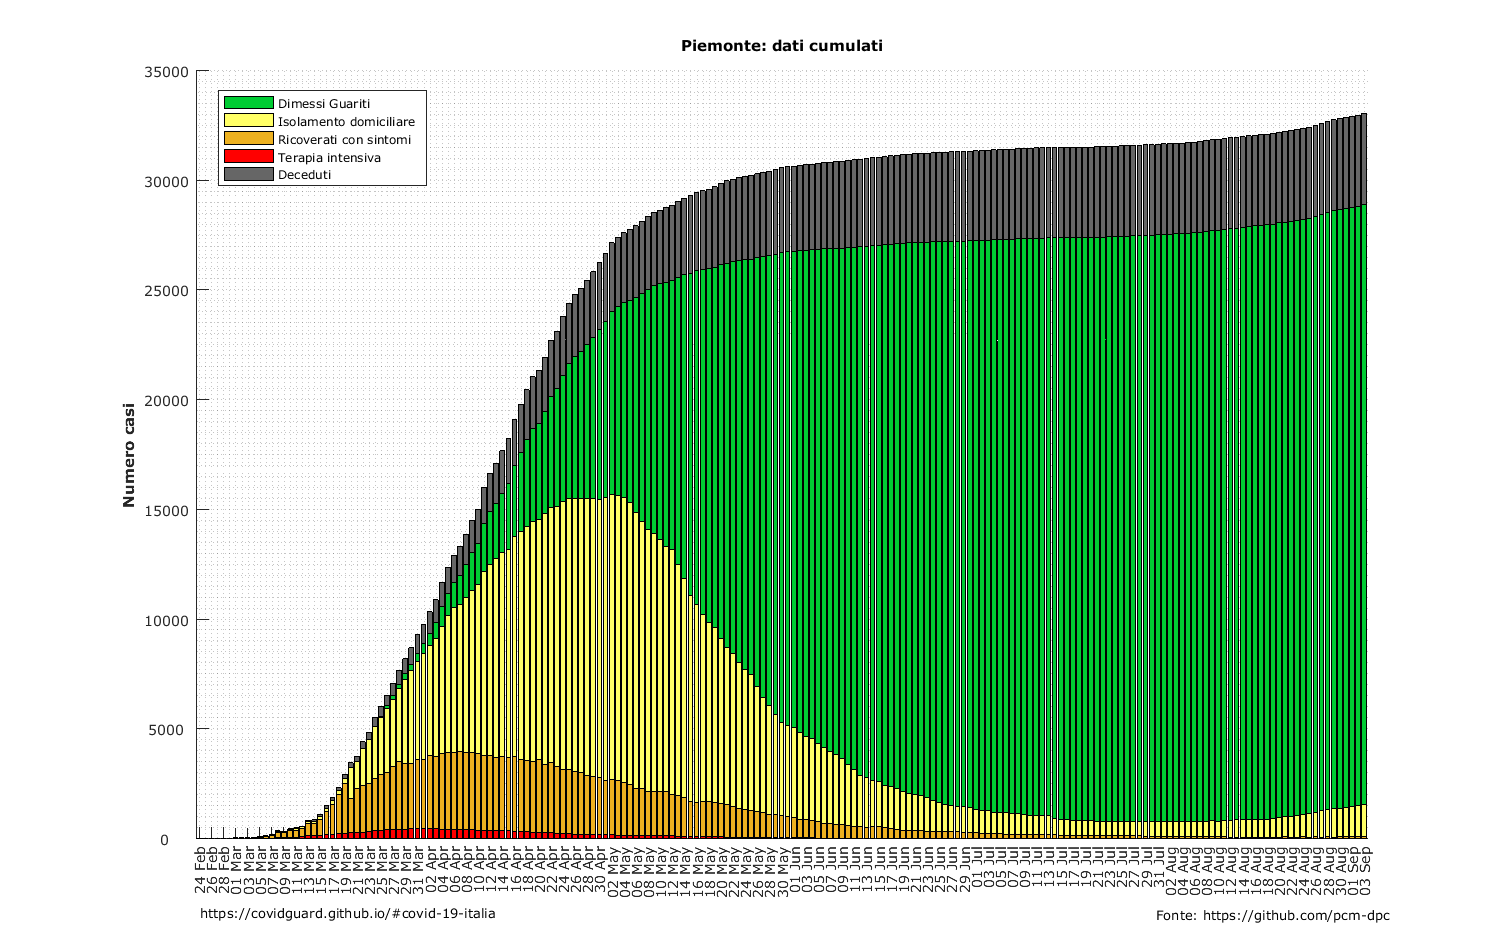 Piemonte: dati cumulati
35000
30000
25000
20000
15000
10000
5000
0
Numero casi
Dimessi Guariti
Isolamento domiciliare
Ricoverati con sintomi
Terapia intensiva
Deceduti
24 Feb
26 Feb
28 Feb
01 Mar
03 Mar
05 Mar
07 Mar
09 Mar
11 Mar
13 Mar
15 Mar
17 Mar
19 Mar
21 Mar
23 Mar
25 Mar
27 Mar
29 Mar
31 Mar
02 Apr
04 Apr
06 Apr
08 Apr
10 Apr
12 Apr
14 Apr
16 Apr
18 Apr
20 Apr
22 Apr
24 Apr
26 Apr
28 Apr
30 Apr
02 May
04 May
06 May
08 May
10 May
12 May
14 May
16 May
18 May
20 May
22 May
24 May
26 May
28 May
30 May
01 Jun
03 Jun
05 Jun
07 Jun
09 Jun
11 Jun
13 Jun
15 Jun
17 Jun
19 Jun
21 Jun
23 Jun
25 Jun
27 Jun
29 Jun
01 Jul
03 Jul
05 Jul
07 Jul
09 Jul
11 Jul
13 Jul
15 Jul
17 Jul
19 Jul
21 Jul
23 Jul
25 Jul
27 Jul
29 Jul
31 Jul
02 Aug
04 Aug
06 Aug
08 Aug
10 Aug
12 Aug
14 Aug
16 Aug
18 Aug
20 Aug
22 Aug
24 Aug
26 Aug
28 Aug
30 Aug
01 Sep
03 Sep
https://covidguard.github.io/#covid-19-italia
Fonte: https://github.com/pcm-dpc